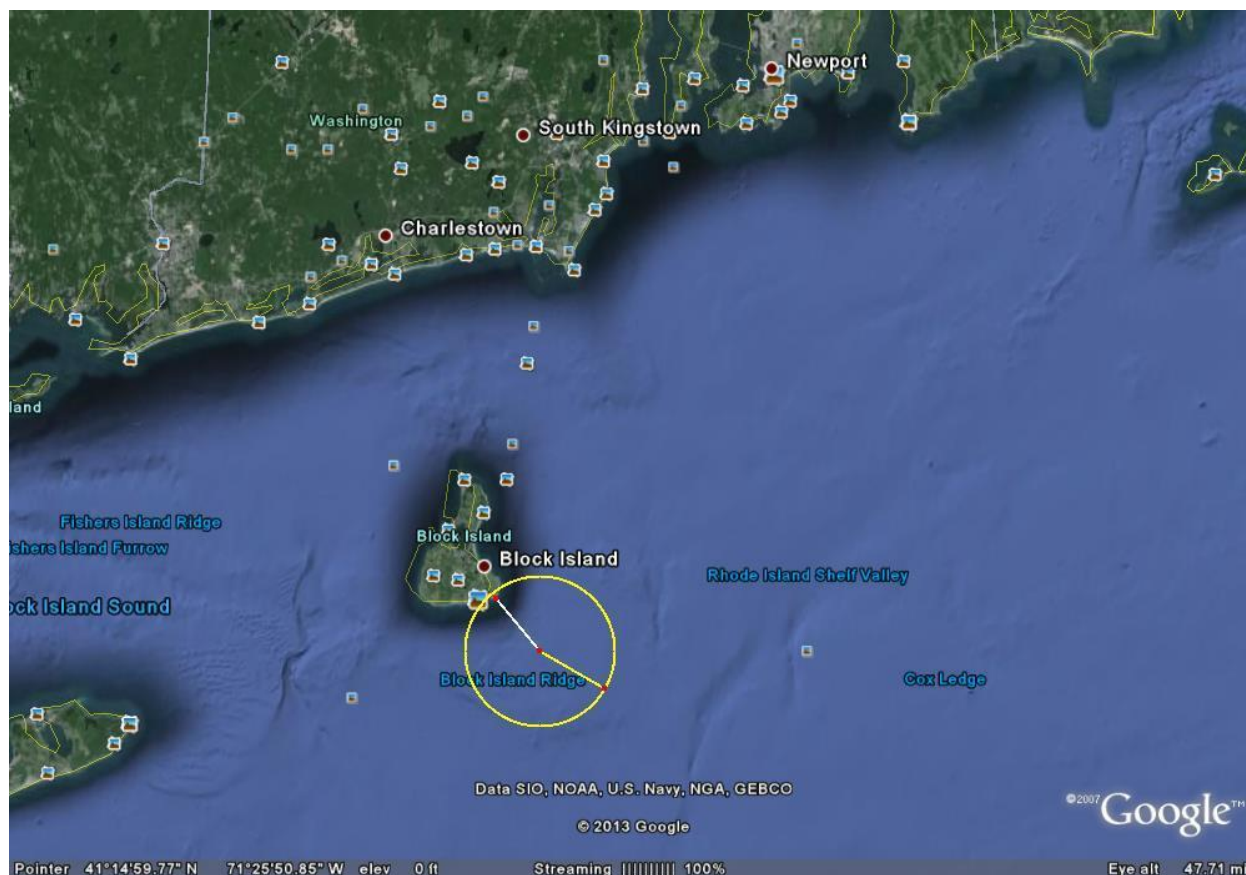 Newport
Washington
South Kingstown
Charlestown
land
Fishers Island Ridge
ishers Island Furrow
Block Island
Block Island
Rhode Island Shelf Valley
ock Island Sound
Block Island Ridge
Cox Ledge
Data SIO, NOAA, U.S. Navy, NGA, GEBCO
©2007 Google™
© 2013 Google
Pointer 41°14'59.77" N 71°25'50.85" W elev 0 ft Streaming |||||||||| 100% Eye alt 47.71 mi